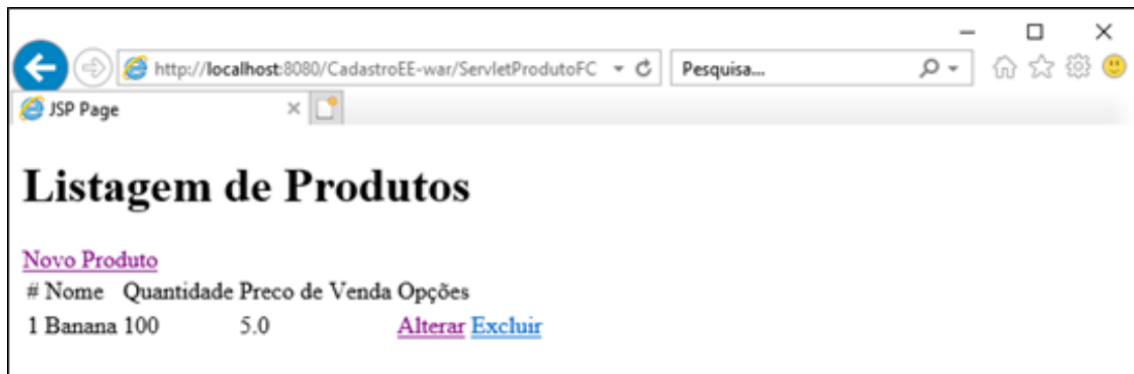 http://localhost:8080/CadastroEE-war/ServletProdutoFC Pesquisa...
JSP Page
Listagem de Produtos
Novo Produto
# Nome Quantidade Preco de Venda Opções
1 Banana 100 5.0 Alterar Excluir